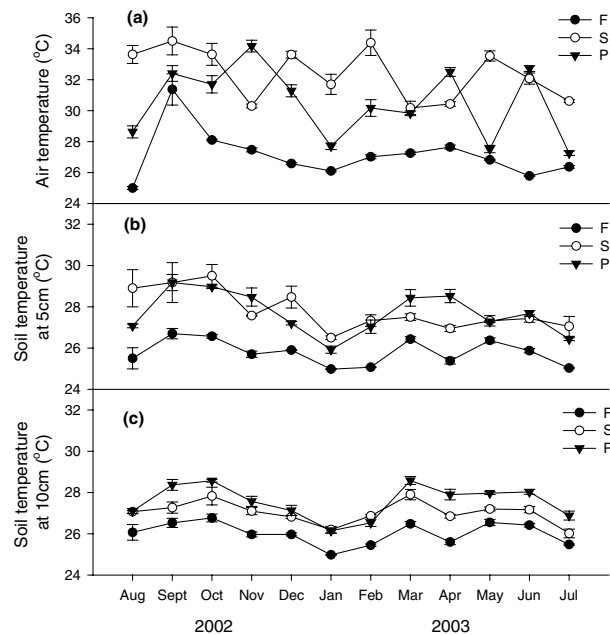 (a)
F
S
P
Air temperature (°C)
36
34
32
30
28
26
24
(b)
F
S
P
Soil temperature
at 5cm (°C)
32
30
28
26
24
(c)
F
S
P
Soil temperature
at 10cm (°C)
32
30
28
26
24
Aug Sept Oct Nov Dec Jan Feb Mar Apr May Jun Jul
2002 2003